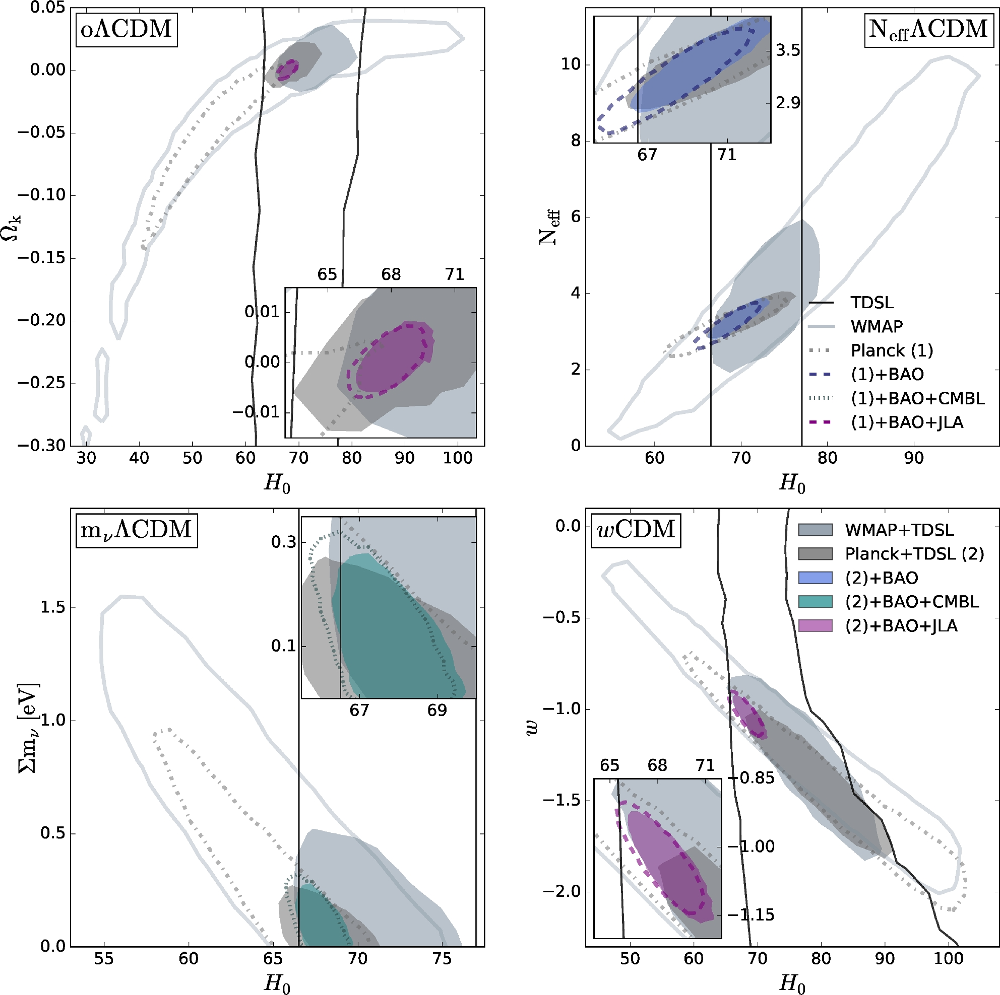 oΛCDM
0.05
0.00
−0.05
−0.10
−0.15
−0.20
−0.25
−0.30
Ωk
65 68 71
0.01
0.00
−0.01
30 40 50 60 70 80 90 100
H0
NeffΛCDM
3.5
2.9
67 71
10
8
6
4
2
0
Neff
TDSL
WMAP
Planck (1)
(1)+BAO
(1)+BAO+CMBL
(1)+BAO+JLA
60 70 80 90
H0
mνΛCDM
0.3
0.1
67 69
1.5
1.0
0.5
0.0
Σmν [eV]
55 60 65 70 75
H0
wCDM
WMAP+TDSL
Planck+TDSL (2)
(2)+BAO
(2)+BAO+CMBL
(2)+BAO+JLA
0.0
−0.5
−1.0
−1.5
−2.0
w
65 68 71
−0.85
−1.00
−1.15
50 60 70 80 90 100
H0